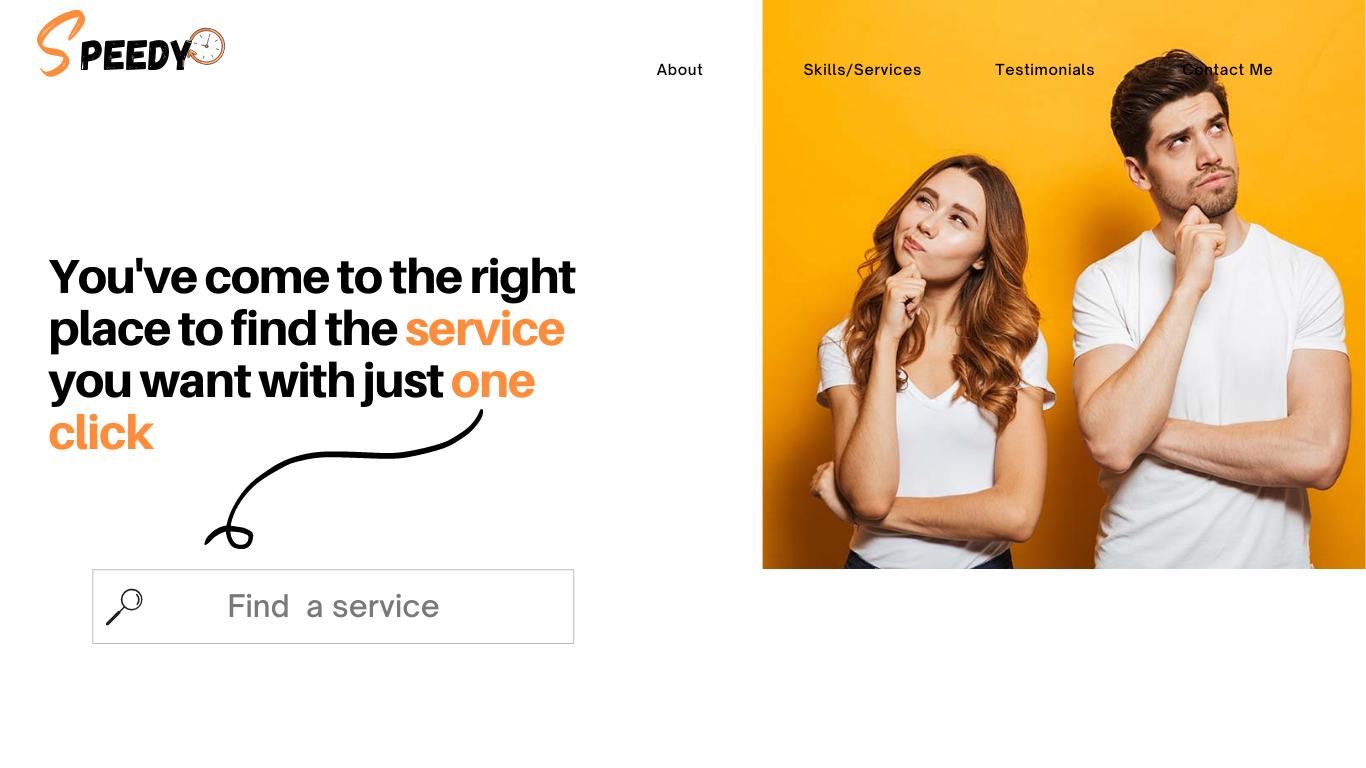 SPEEDY
About
Skills/Services
Testimonials
Contact Me
You've come to the right
place to find the service
you want with just one
click
Find a service